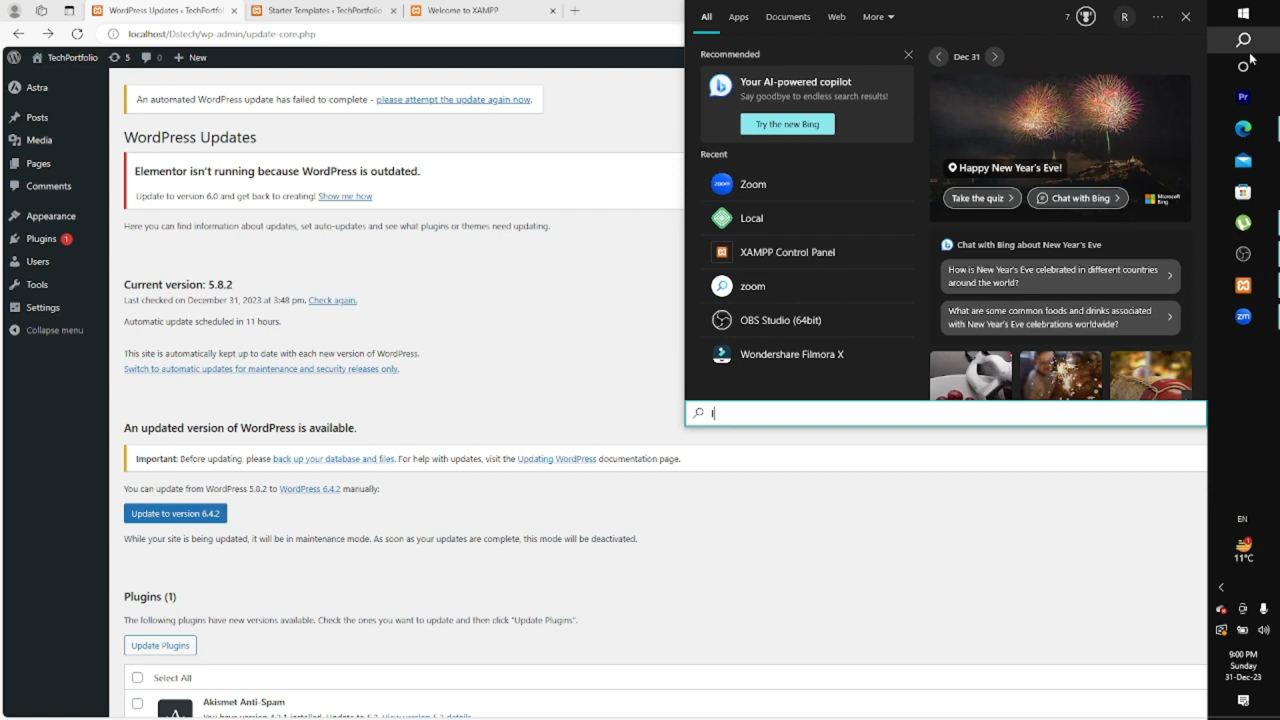 WordPress Updates ‹ TechPortfol
Starter Templates ‹ TechPortfolio
Welcome to XAMPP
localhost/Dstech/wp-admin/update-core.php
TechPortfolio
5
0
New
Astra
Posts
Media
Pages
Comments
Appearance
Plugins 1
Users
Tools
Settings
Collapse menu
An automated WordPress update has failed to complete - please attempt the update again now.
WordPress Updates
Elementor isn't running because WordPress is outdated.
Update to version 6.0 and get back to creating! Show me how
Here you can find information about updates, set auto-updates and see what plugins or themes need updating.
Current version: 5.8.2
Last checked on December 31, 2023 at 3:48 pm. Check again.
Automatic update scheduled in 11 hours.
This site is automatically kept up to date with each new version of WordPress.
Switch to automatic updates for maintenance and security releases only.
An updated version of WordPress is available.
Important: Before updating, please back up your database and files. For help with updates, visit the Updating WordPress documentation page.
You can update from WordPress 5.8.2 to WordPress 6.4.2 manually:
Update to version 6.4.2
While your site is being updated, it will be in maintenance mode. As soon as your updates are complete, this mode will be deactivated.
Plugins (1)
The following plugins have new versions available. Check the ones you want to update and then click "Update Plugins".
Update Plugins
Select All
Akismet Anti-Spam
All
Apps
Documents
Web
More
7
R
Recommended
Your AI-powered copilot
Say goodbye to endless search results!
Try the new Bing
Recent
Zoom
Local
XAMPP Control Panel
zoom
OBS Studio (64bit)
Wondershare Filmora X
Dec 31
Happy New Year's Eve!
Take the quiz
Chat with Bing
Microsoft
Bing
Chat with Bing about New Year's Eve
How is New Year's Eve celebrated in different countries
around the world?
What are some common foods and drinks associated
with New Year's Eve celebrations worldwide?
Pr
zm
EN
1
11°C
9:00 PM
Sunday
31-Dec-23